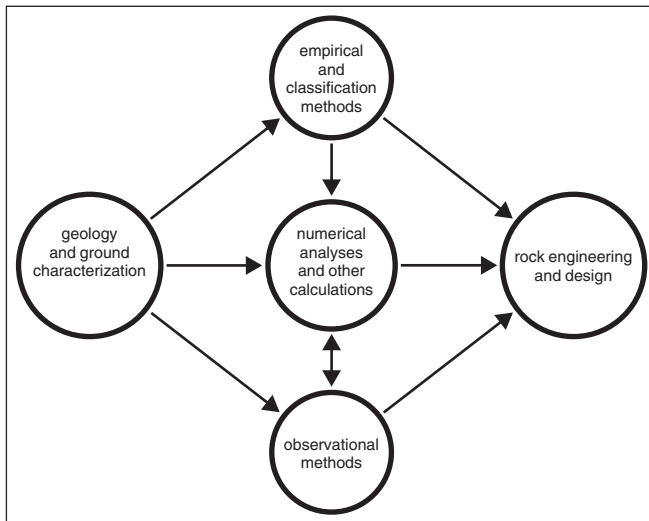 empirical
and
classification
methods
geology
and ground
characterization
numerical
analyses
and other
calculations
rock engineering
and design
observational
methods